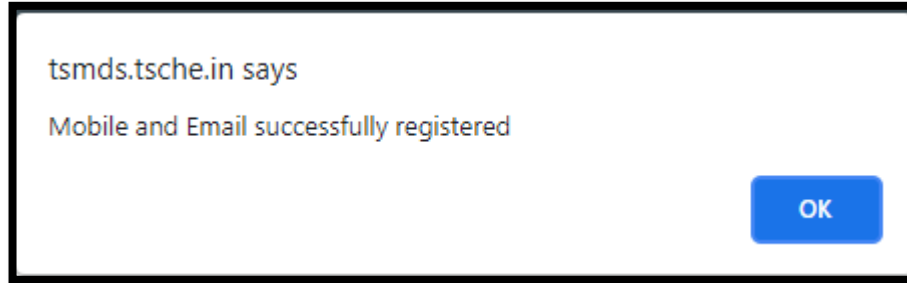 tsmds.tsche.in says
Mobile and Email successfully registered
OK